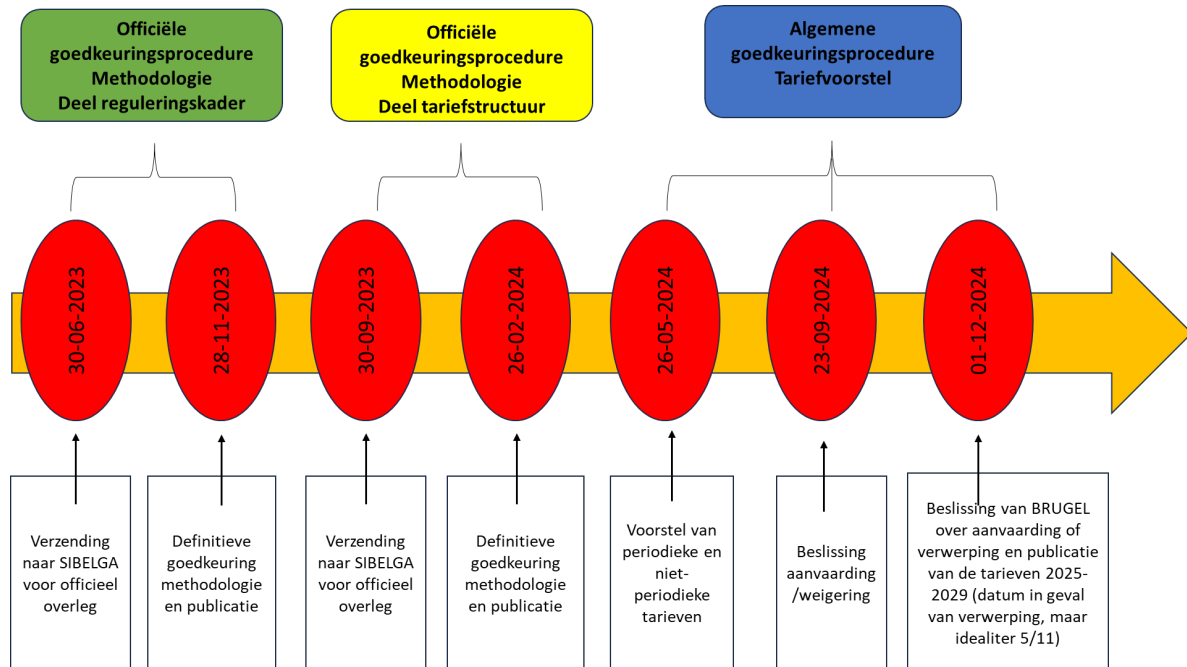 Officiële
goedkeuringsprocedure
Methodologie
Deel reguleringskader
Officiële
goedkeuringsprocedure
Methodologie
Deel tariefstructuur
Algemene
goedkeuringsprocedure
Tariefvoorstel
30-06-2023
28-11-2023
30-09-2023
26-02-2024
26-05-2024
23-09-2024
01-12-2024
Verzending
naar SIBELGA
voor officieel
overleg
Definitieve
goedkeuring
methodologie
en publicatie
Verzending
naar SIBELGA
voor officieel
overleg
Definitieve
goedkeuring
methodologie
en publicatie
Voorstel van
periodieke en
niet-
periodieke
tarieven
Beslissing
aanvaarding
/weigering
Beslissing van BRUGEL
over aanvaarding of
verwerping en publicatie
van de tarieven 2025-
2029 (datum in geval
van verwerping, maar
idealiter 5/11)